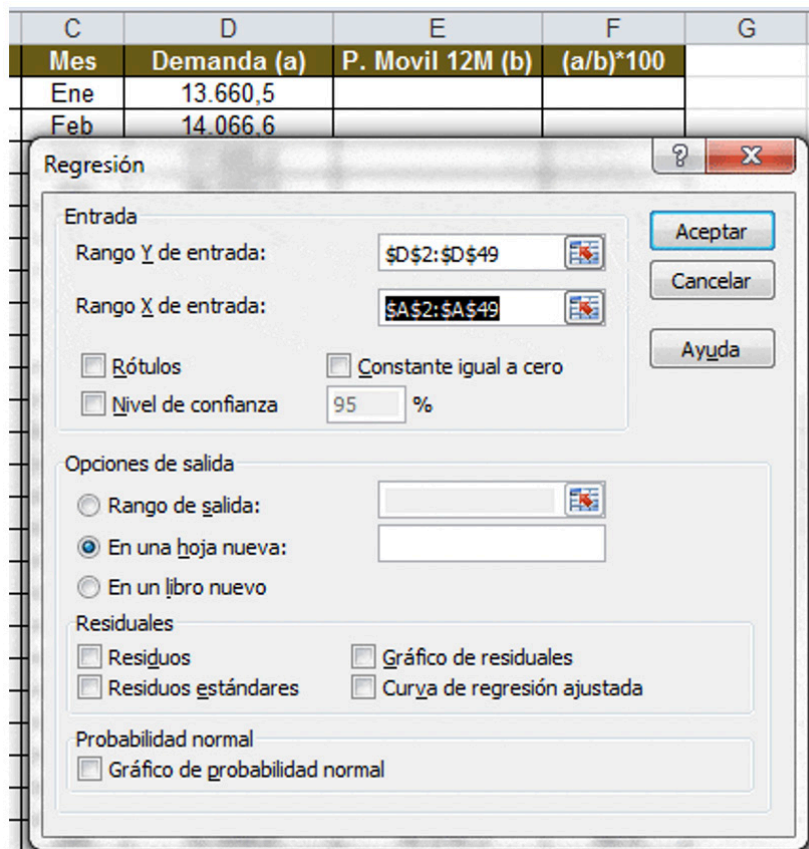 C D E F G
Mes Demanda (a) P. Movil 12M (b) (a/b)*100
Ene 13.660,5
Feb 14.066,6
Regresión
Entrada
Rango Y de entrada: $D$2:$D$49
Aceptar
Cancelar
Rango X de entrada: $A$2:$A$49
Ayuda
Rótulos Constante igual a cero
Nivel de confianza 95 %
Opciones de salida
Rango de salida:
En una hoja nueva:
En un libro nuevo
Residuales
Residuos Gráfico de residuales
Residuos estándares Curva de regresión ajustada
Probabilidad normal
Gráfico de probabilidad normal